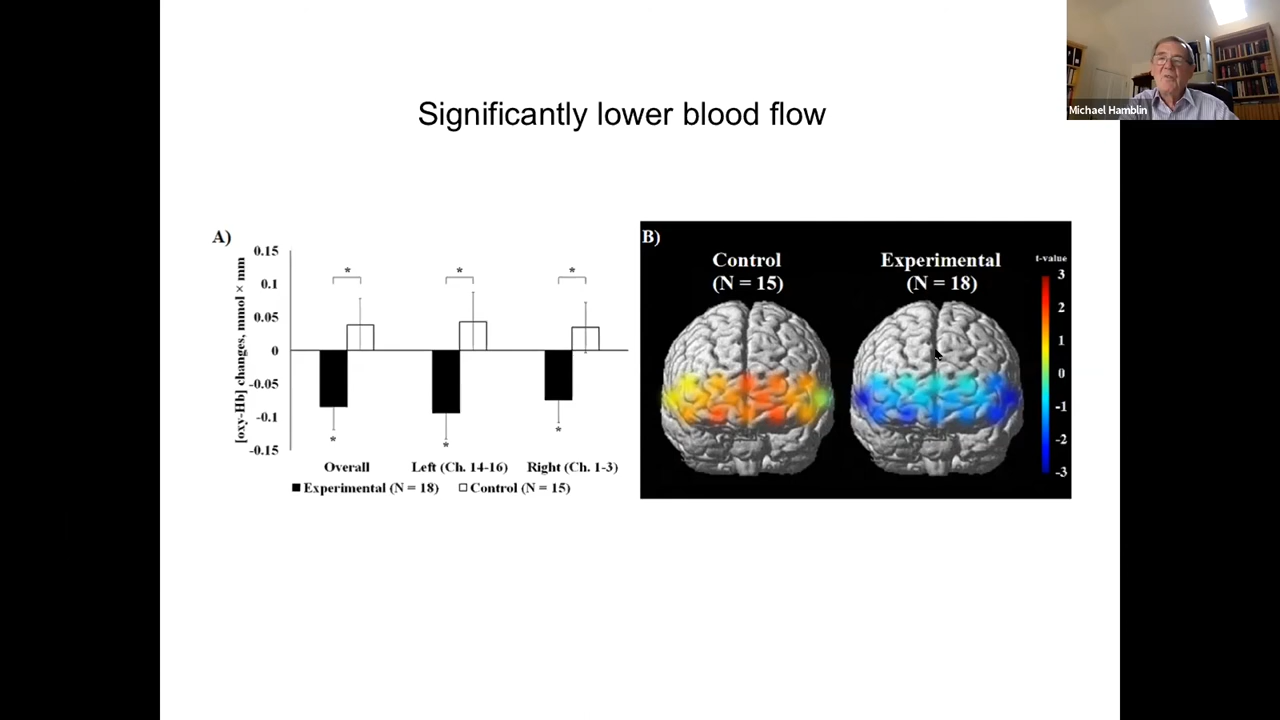 Michael Hamblin
Significantly lower blood flow
A)
[oxy-Hb] changes, mmol × mm
0.15
0.1
0.05
0
-0.05
-0.1
-0.15
* * *
* * *
Overall Left (Ch. 14-16) Right (Ch. 1-3)
Experimental (N = 18) Control (N = 15)
B)
Control
(N = 15)
Experimental
(N = 18)
t-value
3
2
1
0
-1
-2
-3